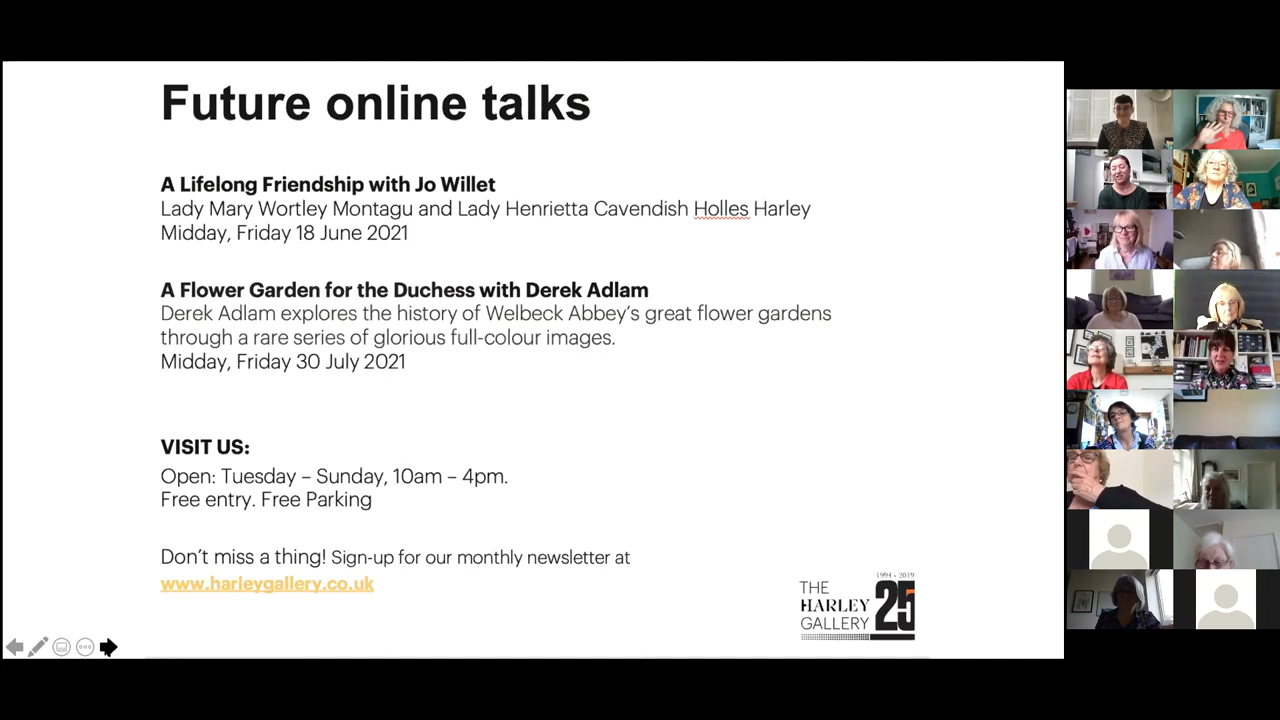 Future online talks
A Lifelong Friendship with Jo Willet
Lady Mary Wortley Montagu and Lady Henrietta Cavendish Holles Harley
Midday, Friday 18 June 2021
A Flower Garden for the Duchess with Derek Adlam
Derek Adlam explores the history of Welbeck Abbey’s great flower gardens
through a rare series of glorious full-colour images.
Midday, Friday 30 July 2021
VISIT US:
Open: Tuesday – Sunday, 10am – 4pm.
Free entry. Free Parking
Don’t miss a thing! Sign-up for our monthly newsletter at
www.harleygallery.co.uk
1994 - 2019
THE
HARLEY
GALLERY
25